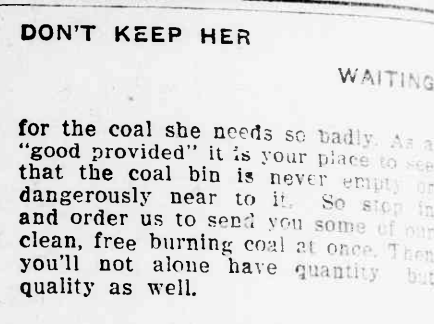 DON'T KEEP HER
WAITING
for the coal she needs so badly. As a
"good provided" it is your place to see
that the coal bin is never empty or
dangerously near to it. So stop in
and order us to send you some of our
clean, free burning coal at once. Then
you'll not alone have quantity but
quality as well.